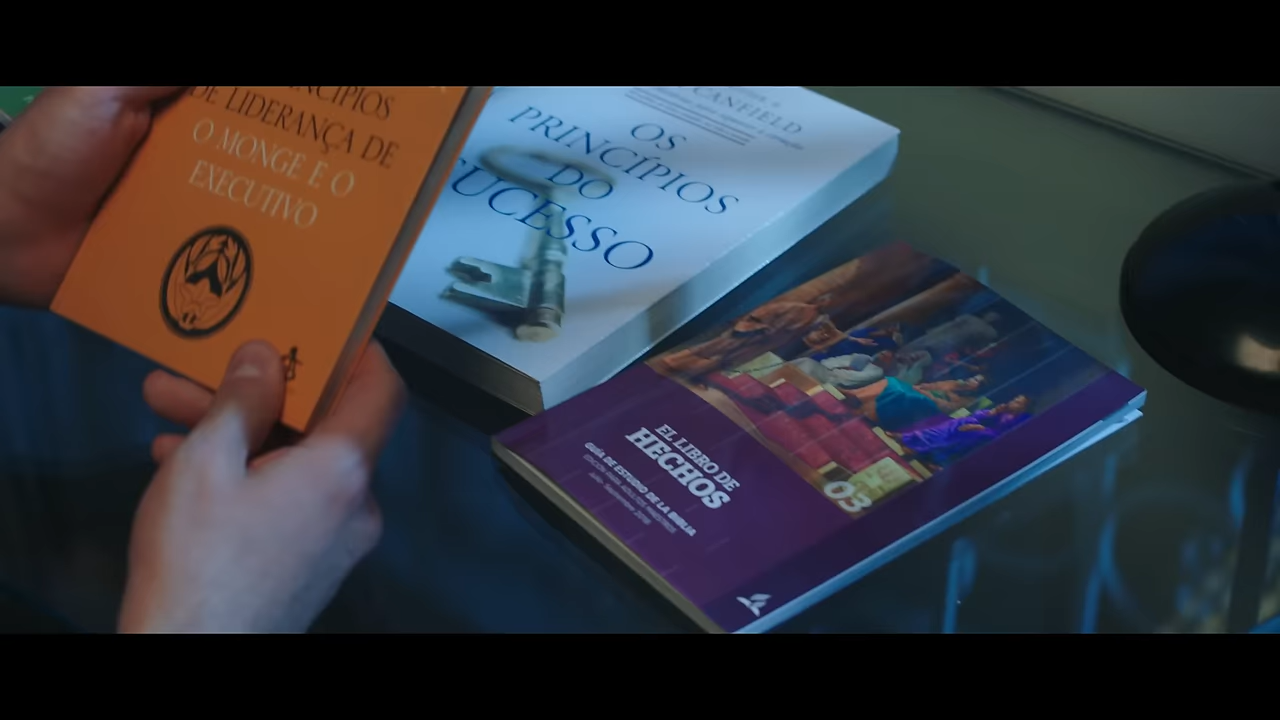 PRINCÍPIOS
DE LIDERANÇA DE
O MONGE E O
EXECUTIVO
CANFIELD
OS
PRINCÍPIOS
DO
SUCESSO
EL LIBRO DE
HECHOS
GUÍA DE ESTUDIO DE LA BIBLIA
03